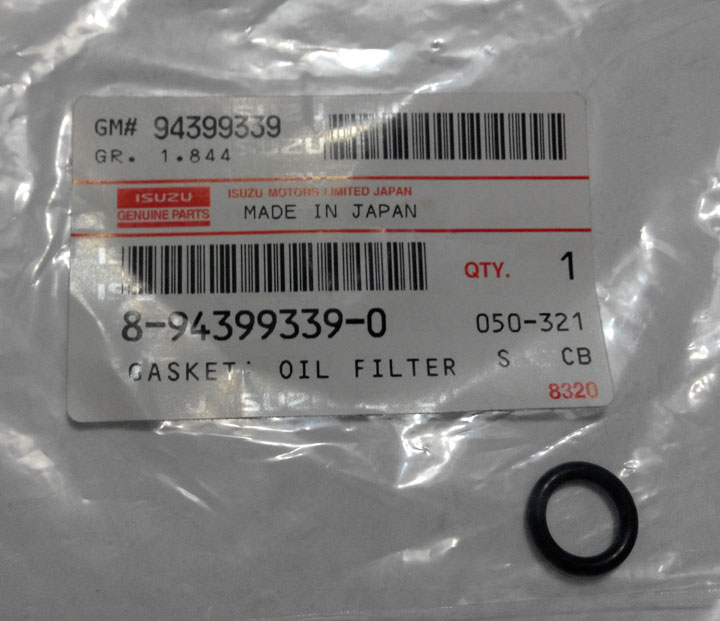 GM# 94399339
GR. 1.844
ISUZU
GENUINE PARTS
ISUZU MOTORS LIMITED JAPAN
MADE IN JAPAN
QTY. 1
8-94399339-0
050-321
GASKET; OIL FILTER
S CB
8320